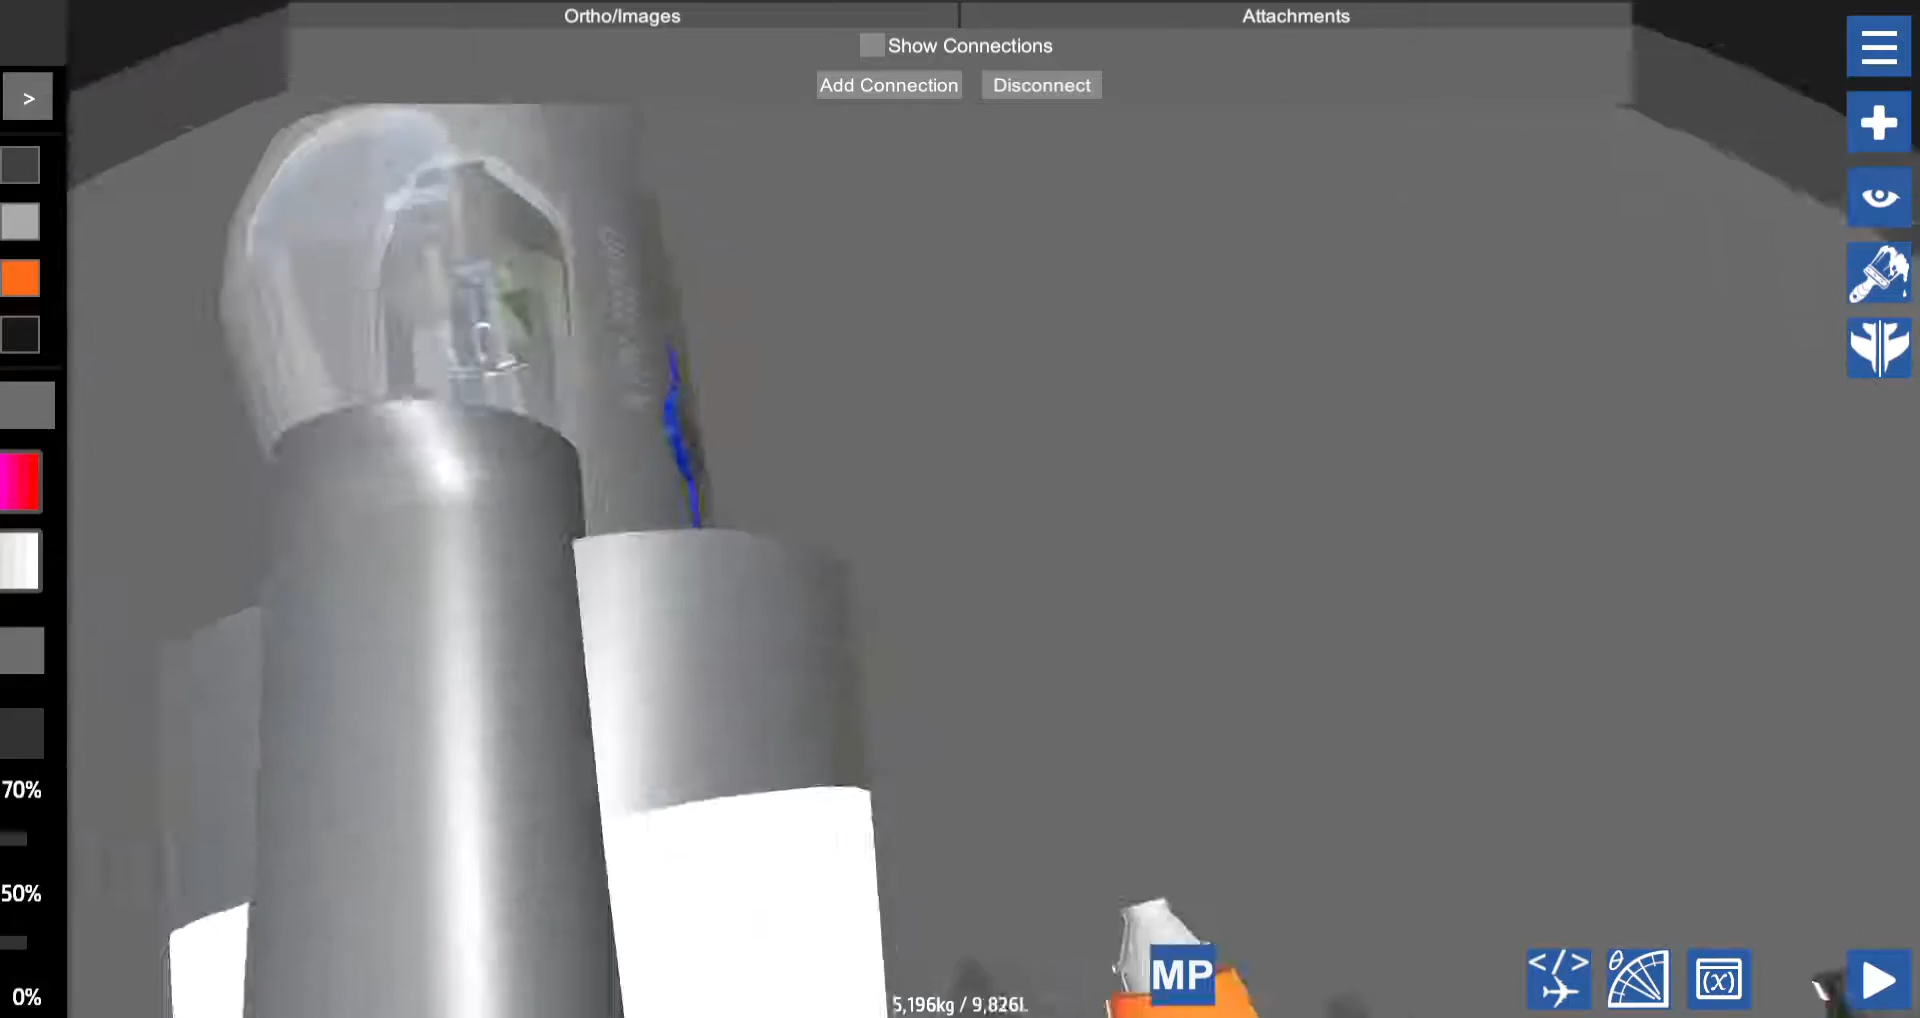 Ortho/Images
Attachments
Show Connections
Add Connection
Disconnect
>
70%
50%
0%
5,196kg / 9,826L
MP
</>
θ
(x)